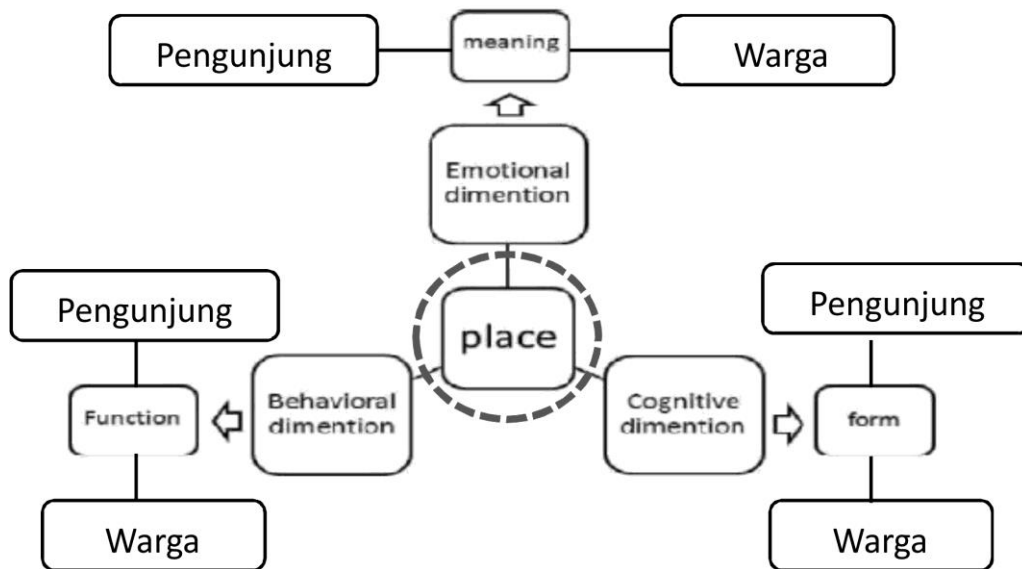 Pengunjung
meaning
Warga
Emotional
dimention
Pengunjung
Pengunjung
place
Function
Behavioral
dimention
Cognitive
dimention
form
Warga
Warga